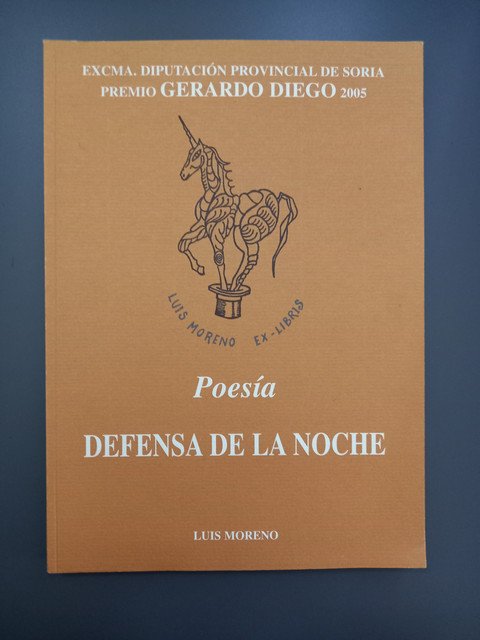 EXCMA. DIPUTACIÓN PROVINCIAL DE SORIA
PREMIO GERARDO DIEGO 2005
LUIS MORENO EX-LIBRIS
Poesía
DEFENSA DE LA NOCHE
LUIS MORENO